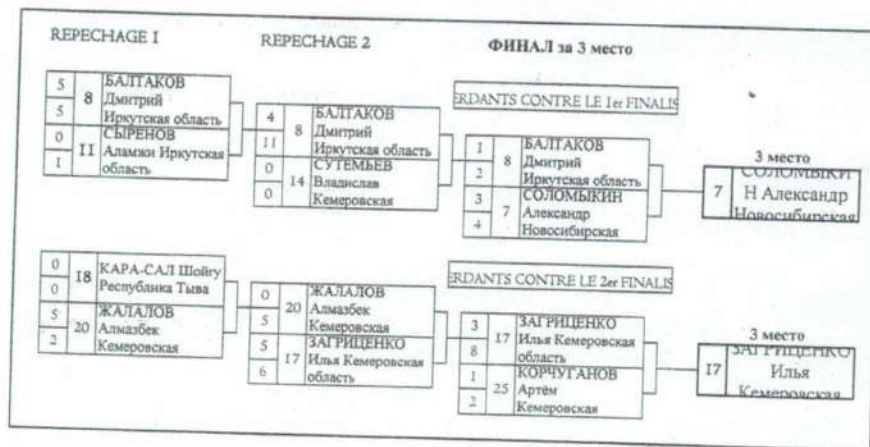 REPECHAGE 1
REPECHAGE 2
ФИНАЛ за 3 место
5
5
8
БАЛТАКОВ
Дмитрий
Иркутская область
0
1
11
СЫРЕНОВ
Аламжи Иркутская
область
4
11
8
БАЛТАКОВ
Дмитрий
Иркутская область
0
0
14
СУТЕМЬЕВ
Владислав
Кемеровская
ERDANTS CONTRE LE 1er FINALIS
1
2
8
БАЛТАКОВ
Дмитрий
Иркутская область
3
4
7
СОЛОМЫКИН
Александр
Новосибирская
3 место
7
СОЛОМЫКИ
Н Александр
Новосибирская
0
0
18
КАРА-САЛ Шойгу
Республика Тыва
5
2
20
ЖАЛАЛОВ
Алмазбек
Кемеровская
0
5
20
ЖАЛАЛОВ
Алмазбек
Кемеровская
5
6
17
ЗАГРИЦЕНКО
Илья Кемеровская
область
ERDANTS CONTRE LE 2er FINALIS
3
8
17
ЗАГРИЦЕНКО
Илья Кемеровская
область
1
2
25
КОРЧУГАНОВ
Артём
Кемеровская
3 место
17
ЗАГРИЦЕНКО
Илья
Кемеровская